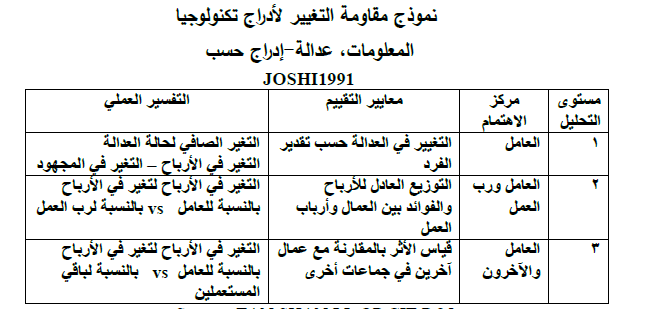 نموذج مقاومة التغيير لأدراج تكنولوجيا
المعلومات، عدالة-إدراج حسب
JOSHI1991
مستوى التحليل	مركز الاهتمام	معايير التقييم	التفسير العملي
١	العامل	التغيير في العدالة حسب تقدير الفرد	التغير الصافي لحالة العدالة التغير في الأرباح – التغير في المجهود
٢	العامل ورب العمل	التوزيع العادل للأرباح والفوائد بين العمال وأرباب العمل	التغير في الأرباح لتغير في الأرباح بالنسبة للعامل vs بالنسبة لرب العمل
٣	العامل والآخرون	قياس الأثر بالمقارنة مع عمال آخرين في جماعات أخرى	التغير في الأرباح لتغير في الأرباح بالنسبة للعامل vs بالنسبة لباقي المستعملين